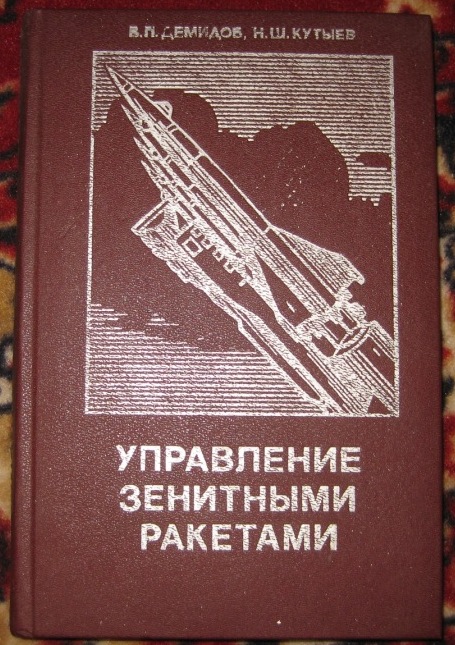 В.П. ДЕМИДОВ, Н.Ш. КУТЫЕВ
УПРАВЛЕНИЕ
ЗЕНИТНЫМИ
РАКЕТАМИ